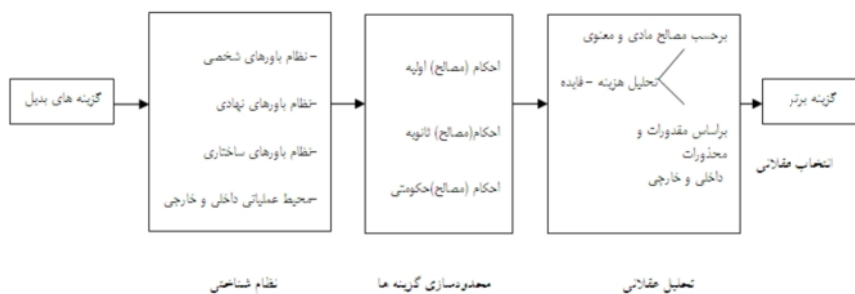 گزینه های بدیل
-نظام باورهای شخصی
-نظام باورهای نهادی
-نظام باورهای ساختاری
-محیط عملیاتی داخلی و خارجی
نظام شناختی
احکام (مصالح) اولیه
احکام(مصالح) ثانویه
احکام (مصالح)حکومتی
محدودسازی گزینه ها
برحسب مصالح مادی و معنوی
تحلیل هزینه -فایده
براساس مقدورات و
محذورات
داخلی و خارجی
تحلیل عقلانی
گزینه برتر
انتخاب عقلانی